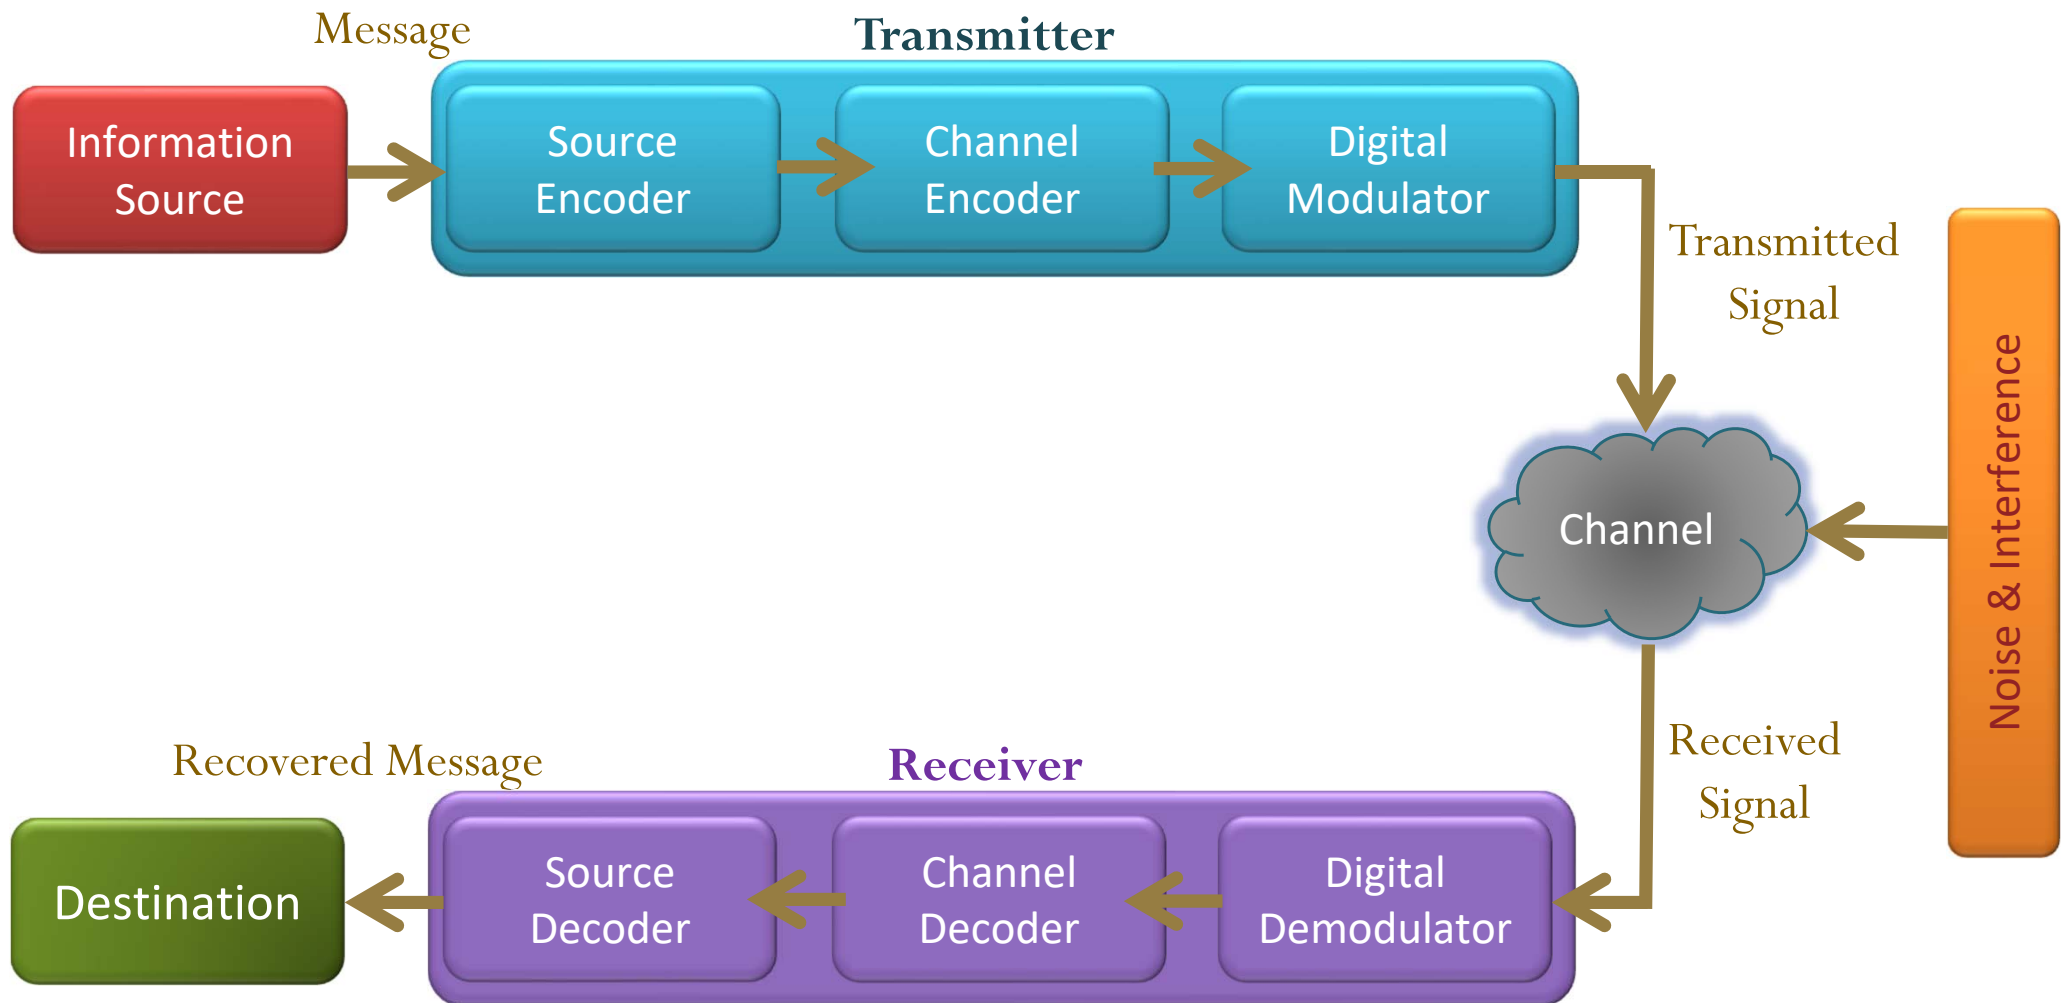 Message
Transmitter
Information
Source
Source
Encoder
Channel
Encoder
Digital
Modulator
Transmitted
Signal
Channel
Noise & Interference
Received
Signal
Recovered Message
Receiver
Destination
Source
Decoder
Channel
Decoder
Digital
Demodulator